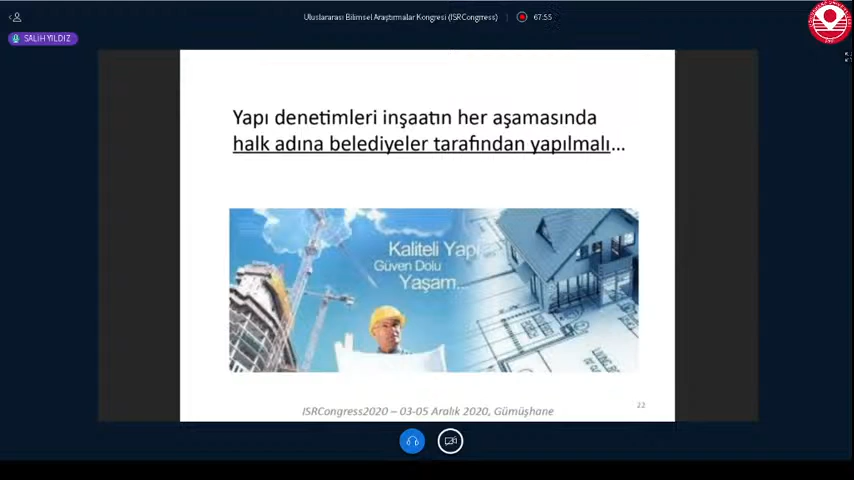 Uluslararası Bilimsel Araştırmalar Kongresi (ISRCongrress)
67:55
SALİH YILDIZ
Yapı denetimleri inşaatın her aşamasında
halk adına belediyeler tarafından yapılmalı...
Kaliteli Yapı
Güven Dolu
Yaşam...
22
ISRCongress2020 – 03-05 Aralık 2020, Gümüşhane